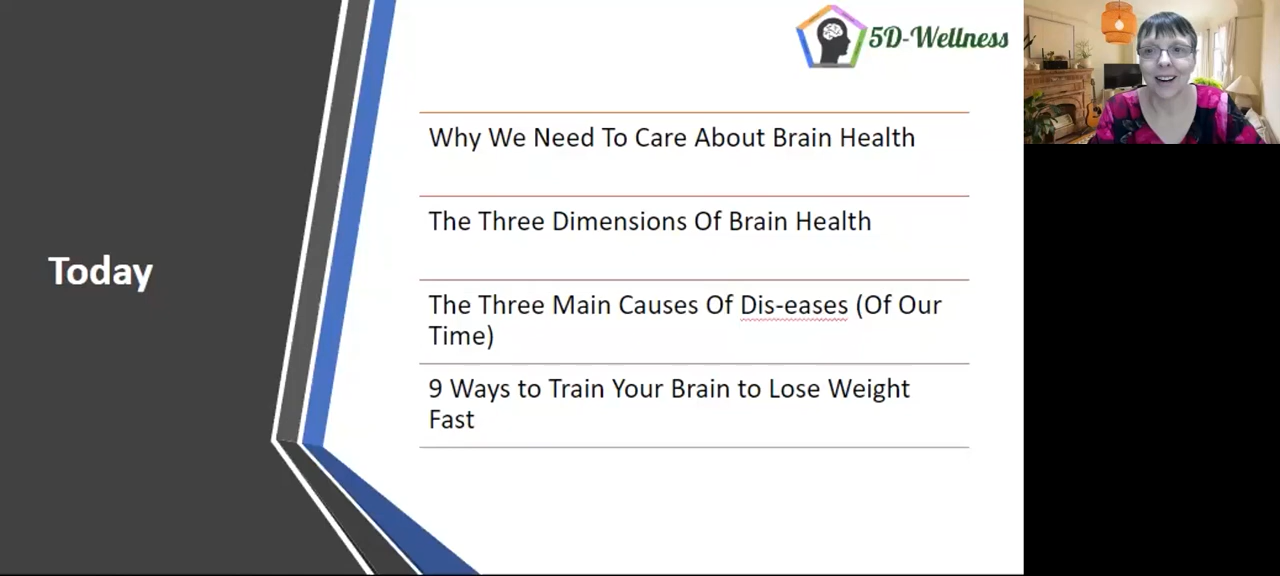 5D-Wellness
Today
Why We Need To Care About Brain Health
The Three Dimensions Of Brain Health
The Three Main Causes Of Dis-eases (Of Our
Time)
9 Ways to Train Your Brain to Lose Weight
Fast